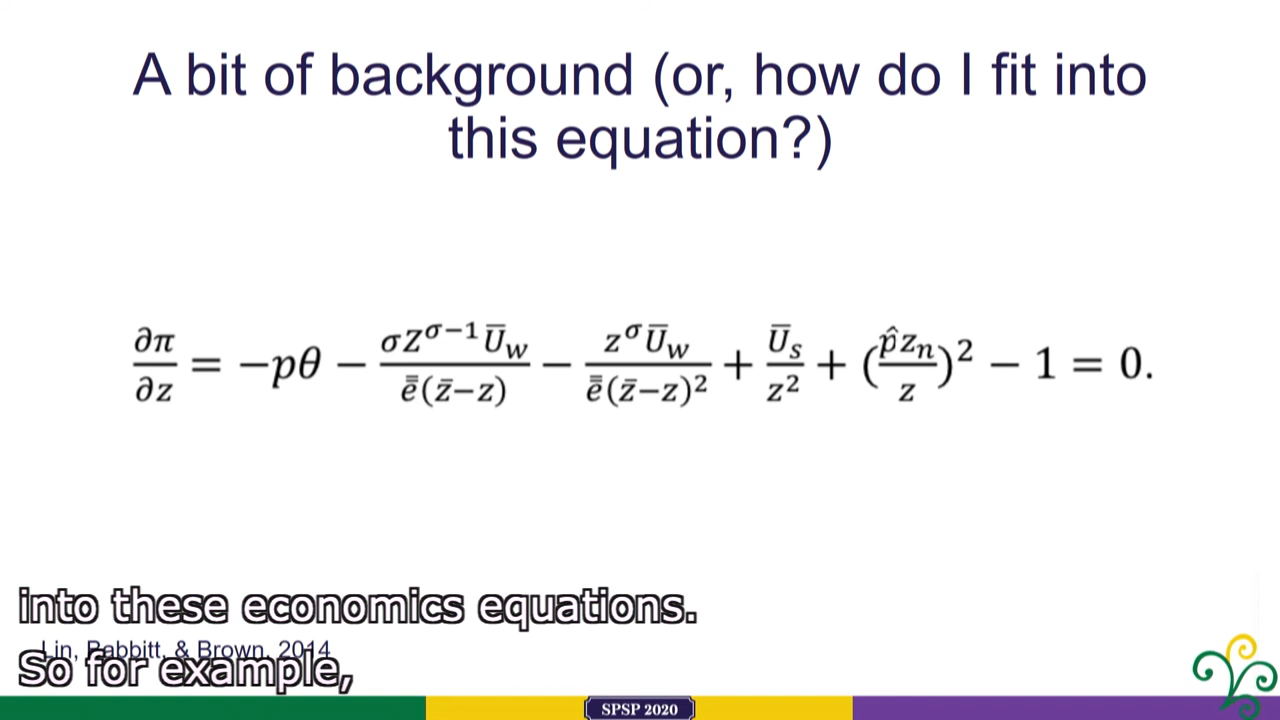 A bit of background (or, how do I fit into
this equation?)
∂π/∂z = −pθ − σZ^(σ−1) Ū_w / ē̄(z̄−z) − z^σ Ū_w / ē̄(z̄−z)² + Ū_s/z² + (p̂z_n/z)² − 1 = 0.
into these economics equations.
Lin, Babbitt, & Brown, 2014
So for example,
SPSP 2020